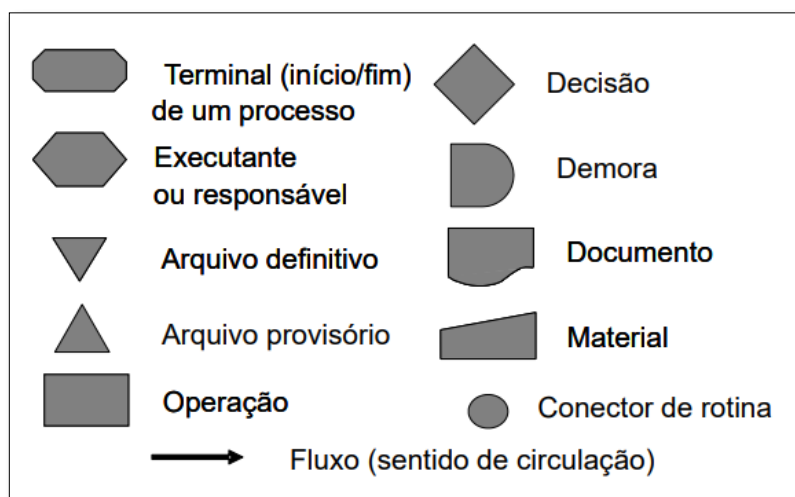 Terminal (início/fim)
de um processo
Decisão
Executante
ou responsável
Demora
Arquivo definitivo
Documento
Arquivo provisório
Material
Operação
Conector de rotina
Fluxo (sentido de circulação)